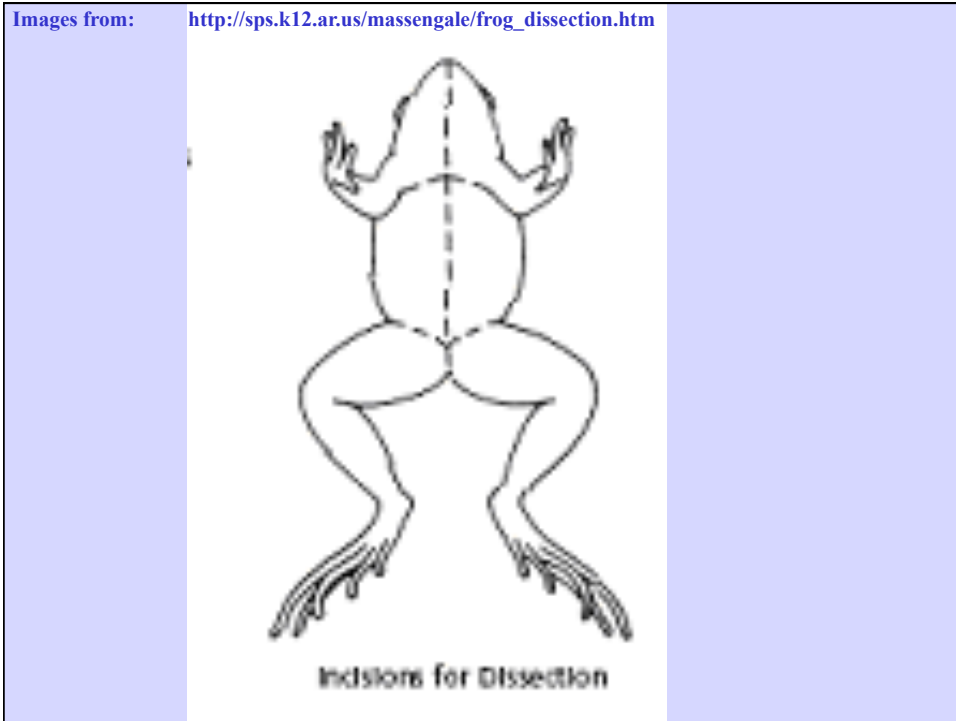 Images from: http://sps.k12.ar.us/massengale/frog_dissection.htm
Incisions for Dissection